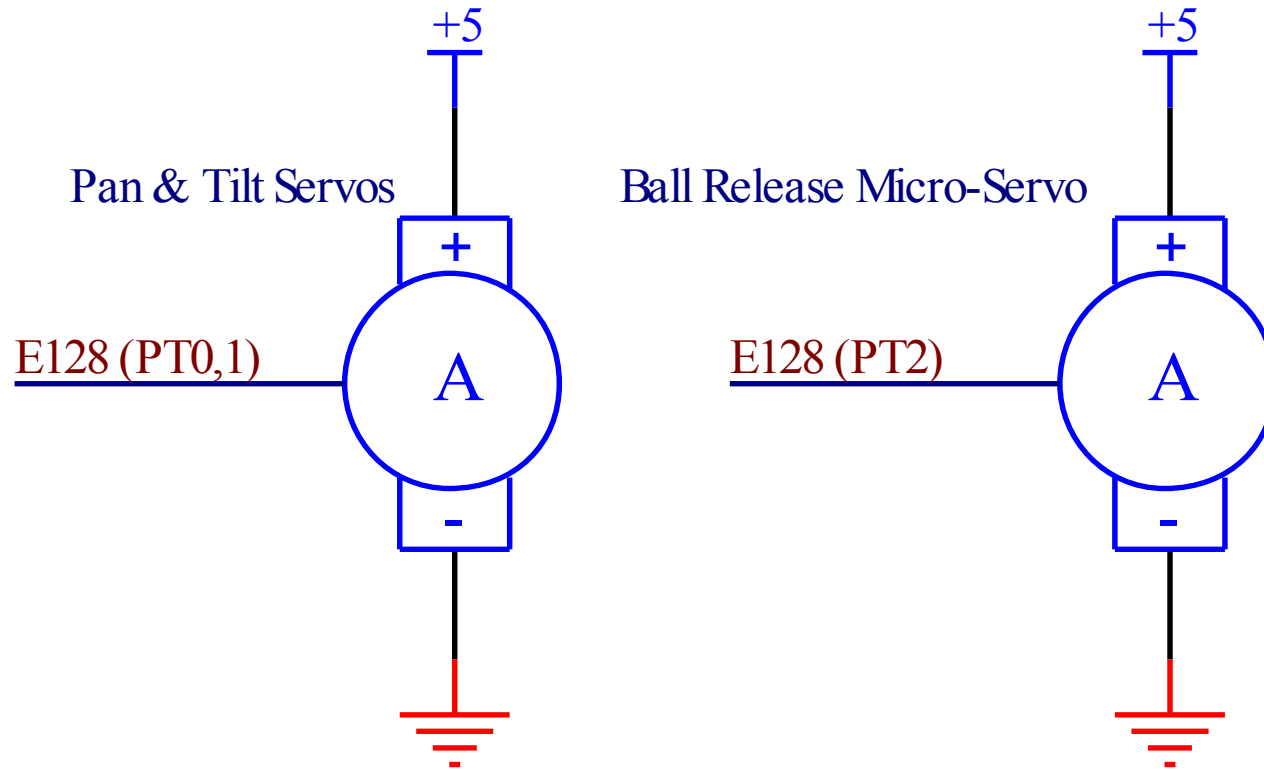 +5
+5
Pan & Tilt Servos
Ball Release Micro-Servo
+
+
E128 (PT0,1)
E128 (PT2)
A
A
-
-